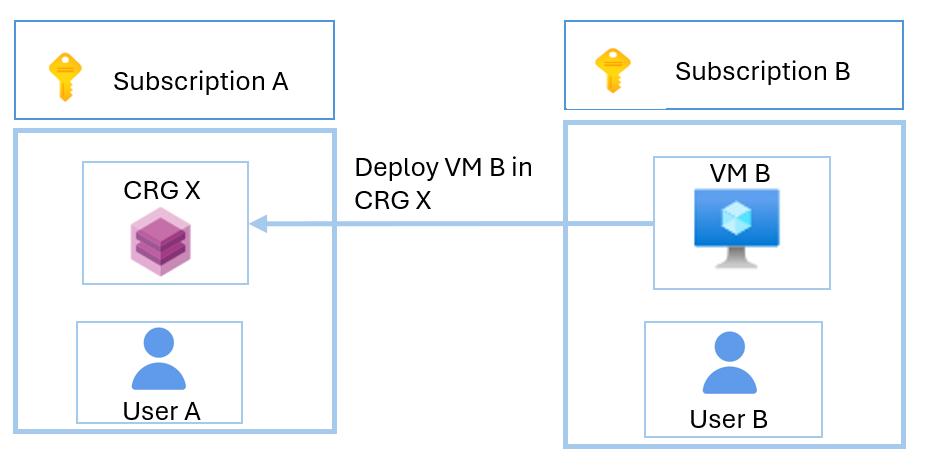 Subscription A
Subscription B
CRG X
Deploy VM B in
CRG X
VM B
User A
User B